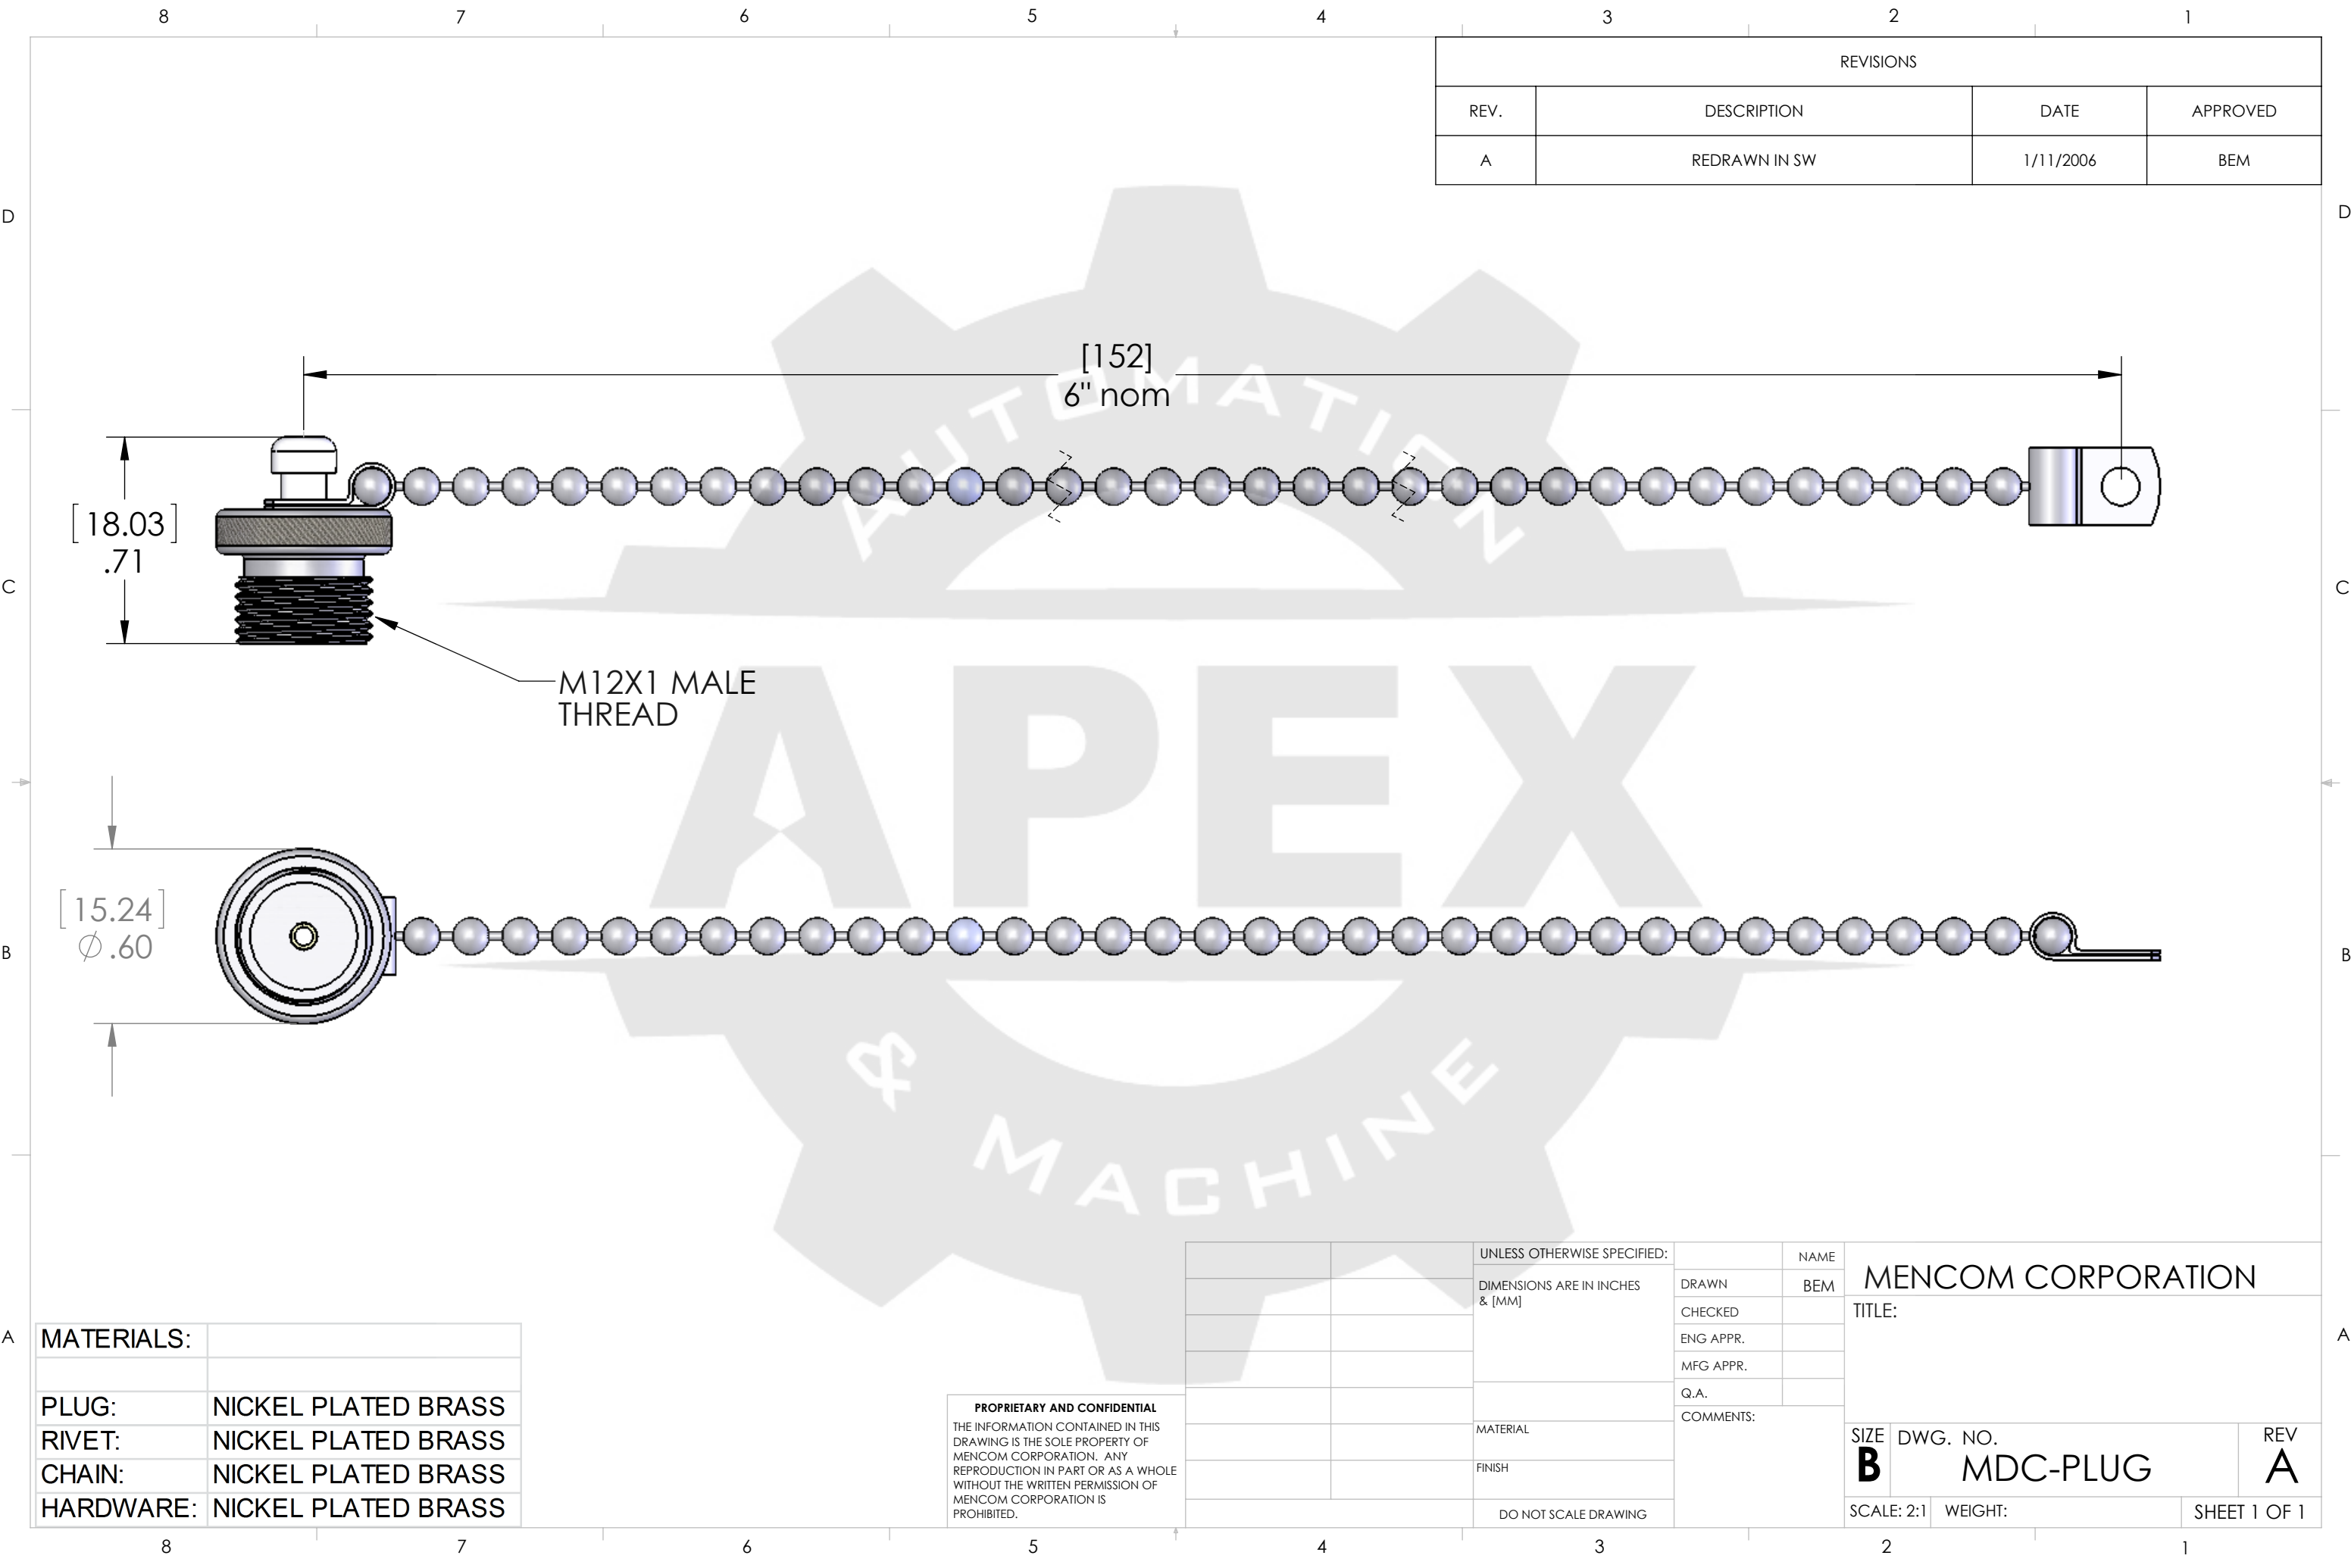 8 7 6 5 4 3 2 1
REVISIONS
REV. DESCRIPTION DATE APPROVED
A REDRAWN IN SW 1/11/2006 BEM
D D
[152]
6" nom
[18.03]
.71
C C
M12X1 MALE
THREAD
AUTOMATION
APEX
& MACHINE
[15.24]
∅.60
B B
A A
MATERIALS:
PLUG: NICKEL PLATED BRASS
RIVET: NICKEL PLATED BRASS
CHAIN: NICKEL PLATED BRASS
HARDWARE: NICKEL PLATED BRASS
PROPRIETARY AND CONFIDENTIAL
THE INFORMATION CONTAINED IN THIS
DRAWING IS THE SOLE PROPERTY OF
MENCOM CORPORATION. ANY
REPRODUCTION IN PART OR AS A WHOLE
WITHOUT THE WRITTEN PERMISSION OF
MENCOM CORPORATION IS
PROHIBITED.
UNLESS OTHERWISE SPECIFIED:
DIMENSIONS ARE IN INCHES
& [MM]
MATERIAL
FINISH
DO NOT SCALE DRAWING
NAME
DRAWN BEM
CHECKED
ENG APPR.
MFG APPR.
Q.A.
COMMENTS:
MENCOM CORPORATION
TITLE:
SIZE DWG. NO. REV
B MDC-PLUG A
SCALE: 2:1 WEIGHT: SHEET 1 OF 1
8 7 6 5 4 3 2 1